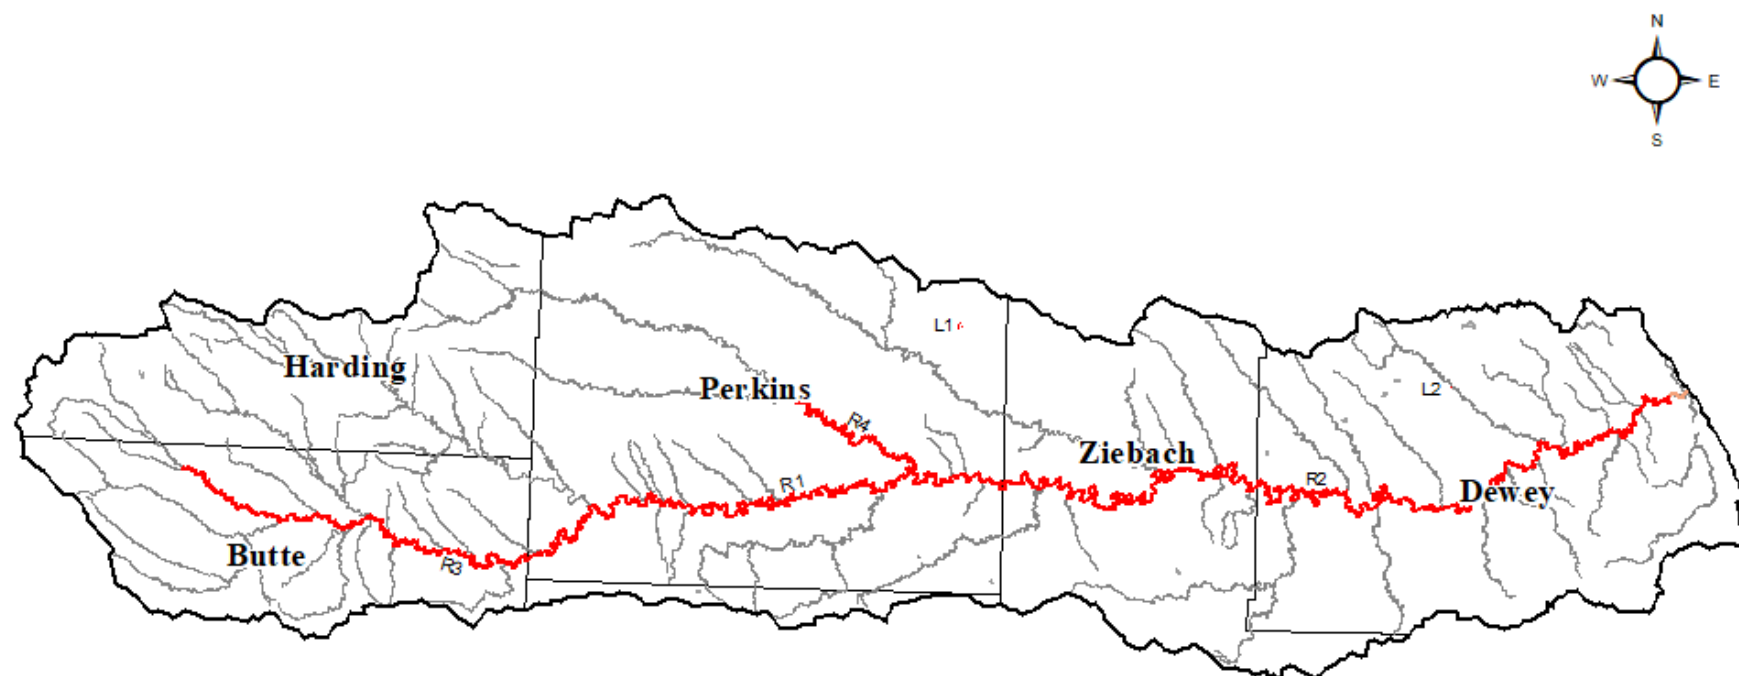 N
W E
S
L1
Harding
Perkins
L2
R4
Ziebach
R1
R2
Dewey
Butte
R3